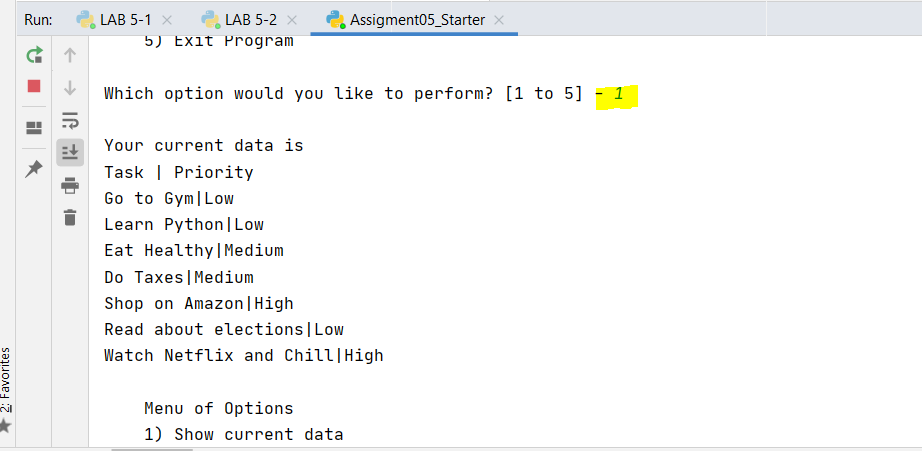 Run: LAB 5-1 LAB 5-2 Assigment05_Starter
5) Exit Program
Which option would you like to perform? [1 to 5] - 1
Your current data is
Task | Priority
Go to Gym|Low
Learn Python|Low
Eat Healthy|Medium
Do Taxes|Medium
Shop on Amazon|High
Read about elections|Low
Watch Netflix and Chill|High
Menu of Options
1) Show current data
2: Favorites